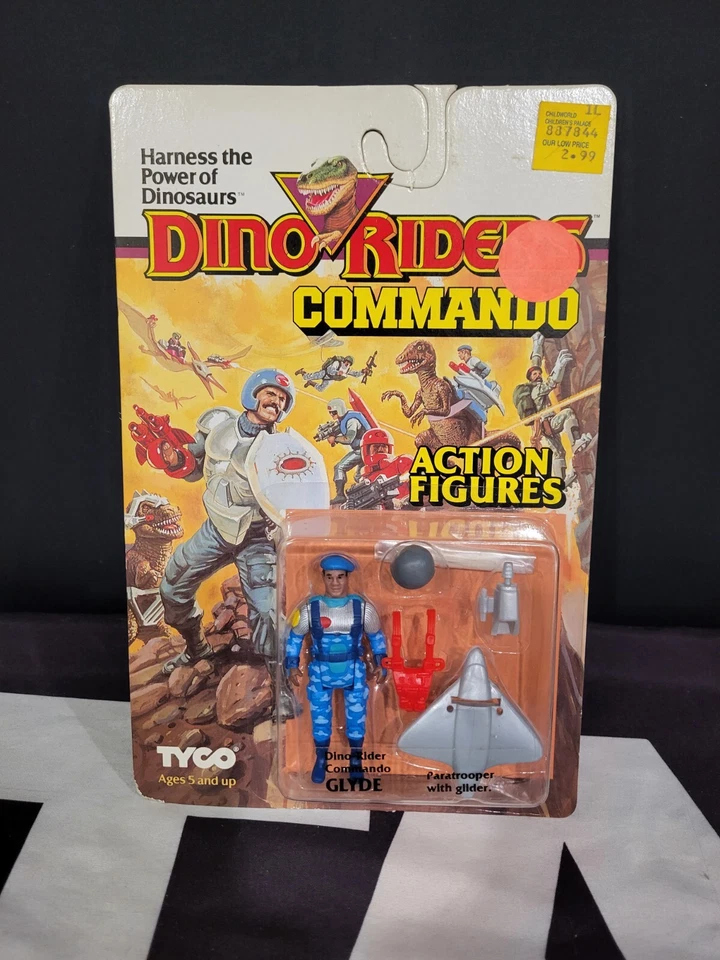 Harness the
Power of
Dinosaurs™
CHILDWORLD
CHILDREN'S PALACE
887844
OUR LOW PRICE
2.99
DINO RIDERS™
COMMANDO
ACTION
FIGURES
Dino-Rider
Commando
GLYDE
Paratrooper
with glider.
TYCO®
Ages 5 and up